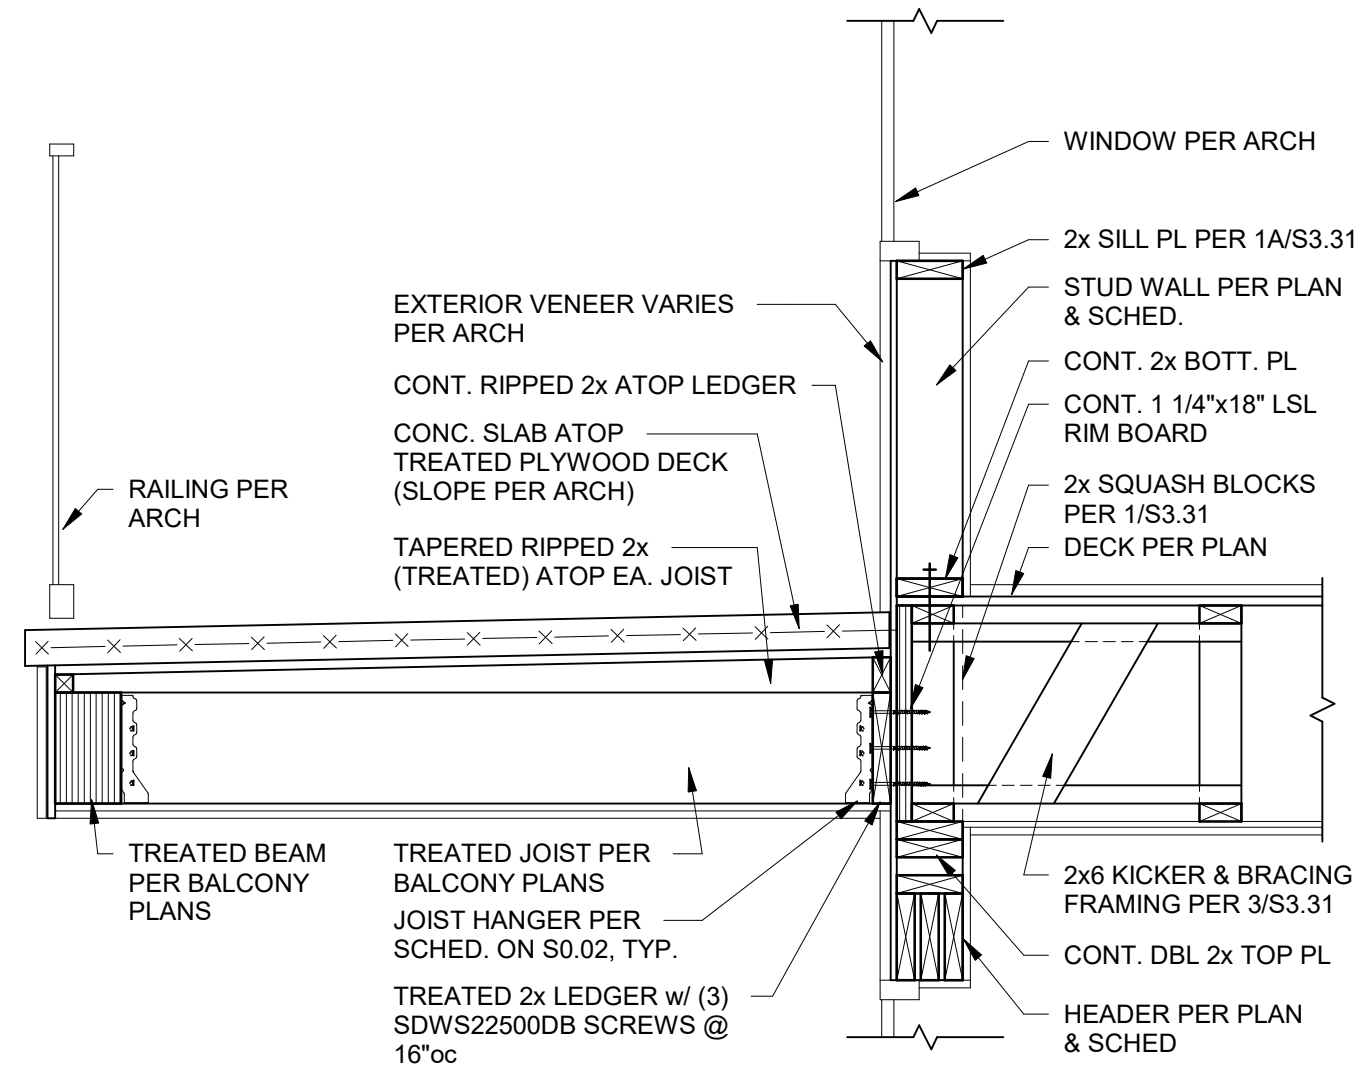 WINDOW PER ARCH
2x SILL PL PER 1A/S3.31
STUD WALL PER PLAN
& SCHED.
CONT. 2x BOTT. PL
CONT. 1 1/4"x18" LSL
RIM BOARD
2x SQUASH BLOCKS
PER 1/S3.31
DECK PER PLAN
EXTERIOR VENEER VARIES
PER ARCH
CONT. RIPPED 2x ATOP LEDGER
CONC. SLAB ATOP
TREATED PLYWOOD DECK
(SLOPE PER ARCH)
TAPERED RIPPED 2x
(TREATED) ATOP EA. JOIST
RAILING PER
ARCH
TREATED BEAM
PER BALCONY
PLANS
TREATED JOIST PER
BALCONY PLANS
JOIST HANGER PER
SCHED. ON S0.02, TYP.
TREATED 2x LEDGER w/ (3)
SDWS22500DB SCREWS @
16"oc
2x6 KICKER & BRACING
FRAMING PER 3/S3.31
CONT. DBL 2x TOP PL
HEADER PER PLAN
& SCHED